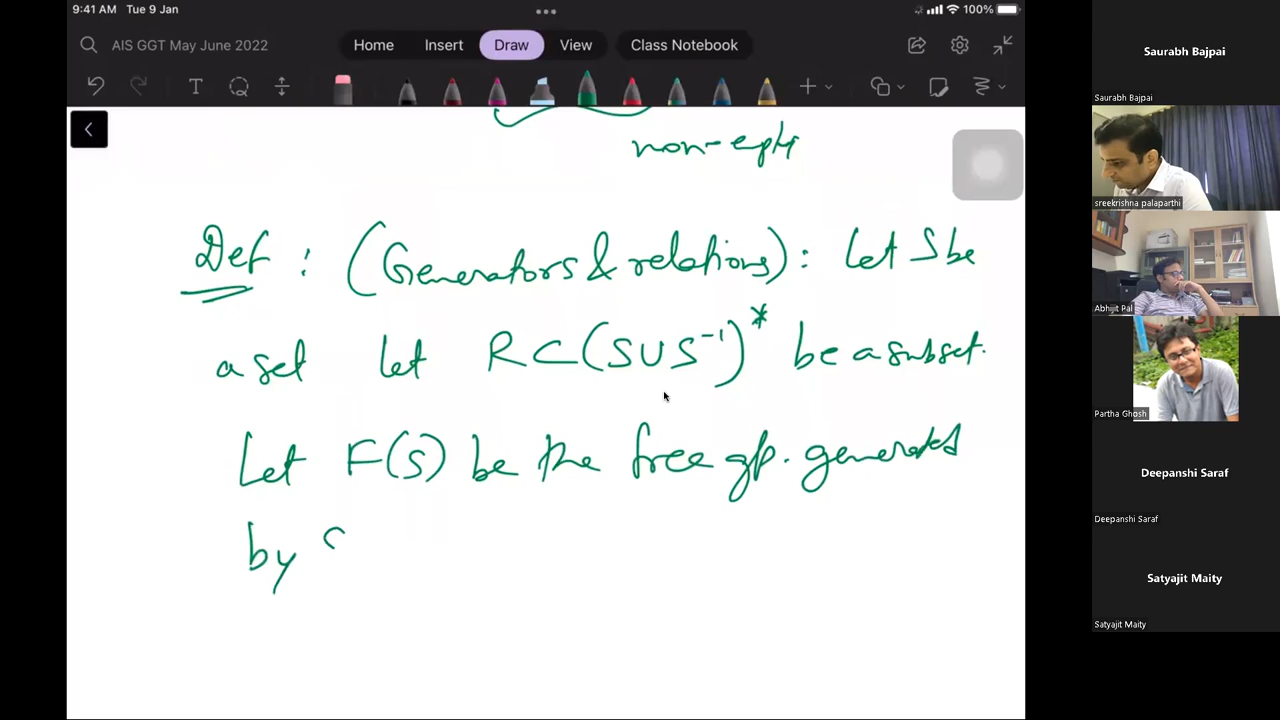 9:41 AM Tue 9 Jan
100%
AIS GGT May June 2022
Home Insert Draw View Class Notebook
Def : (Generators & relations) : Let S be
a set let R ⊂ (S ∪ S⁻¹)* be a subset.
Let F(S) be the free gp. generated
by S
Saurabh Bajpai
Saurabh Bajpai
sreekrishna palaparthi
Abhijit Pal
Partha Ghosh
Deepanshi Saraf
Deepanshi Saraf
Satyajit Maity
Satyajit Maity